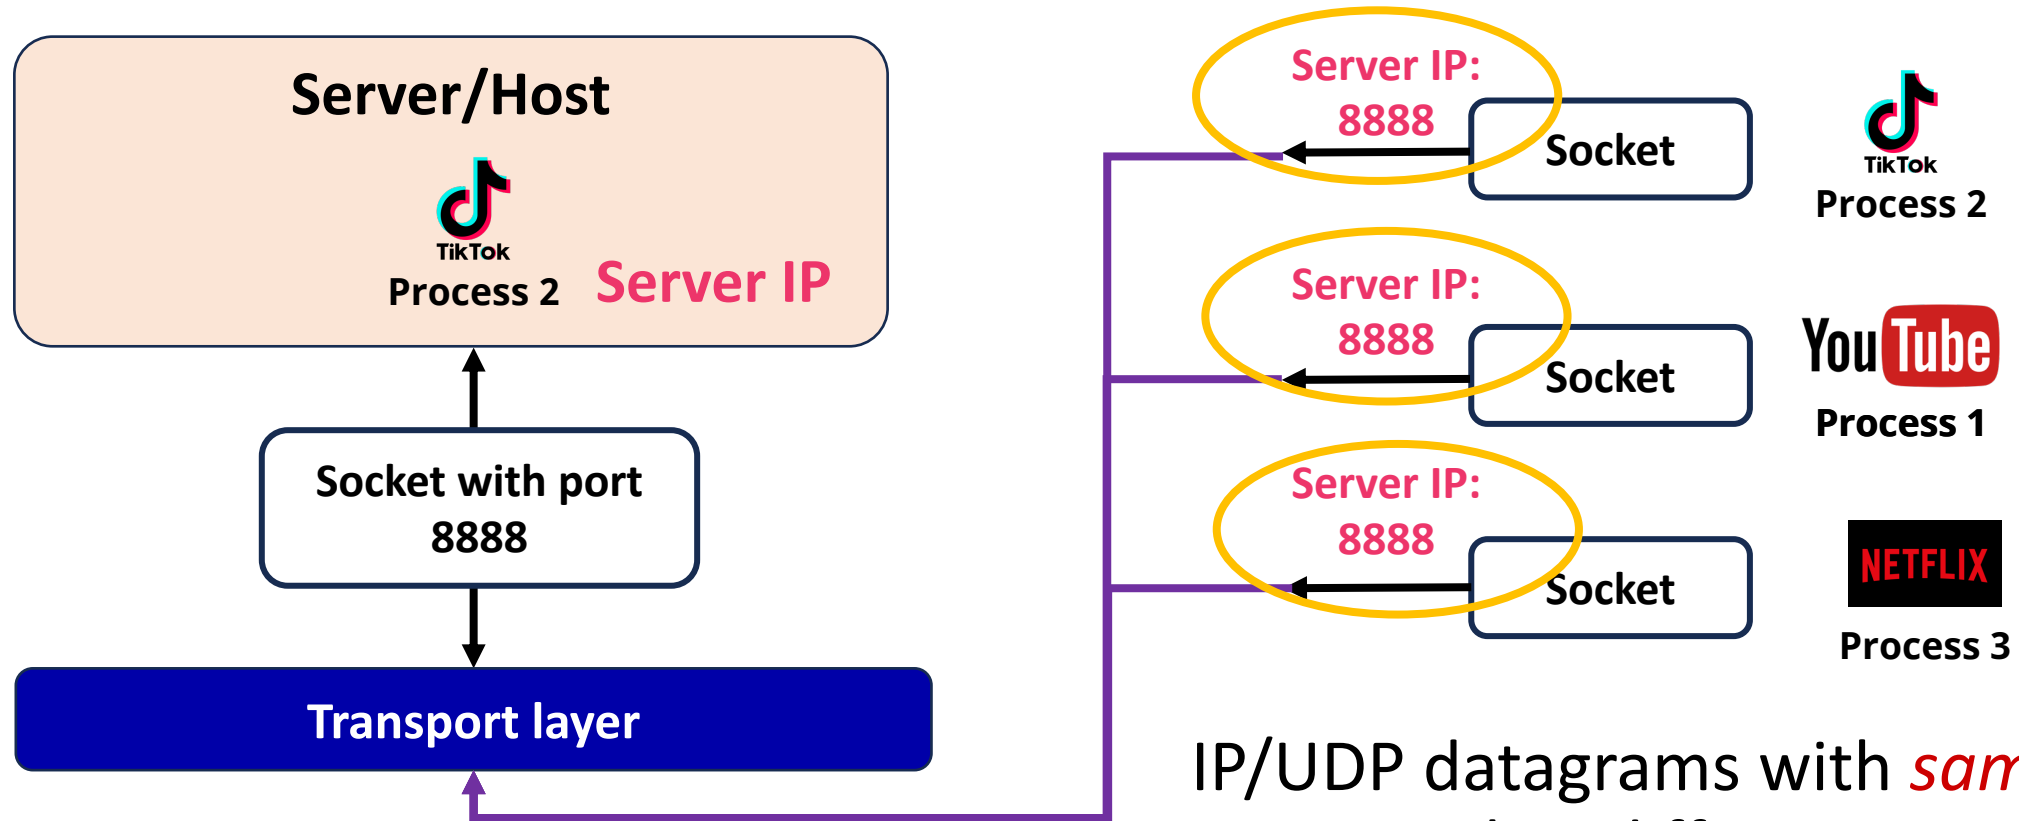 Server/Host
TikTok
Process 2
Server IP
Socket with port
8888
Transport layer
Server IP:
8888
Socket
TikTok
Process 2
Server IP:
8888
Socket
YouTube
Process 1
Server IP:
8888
Socket
NETFLIX
Process 3
IP/UDP datagrams with